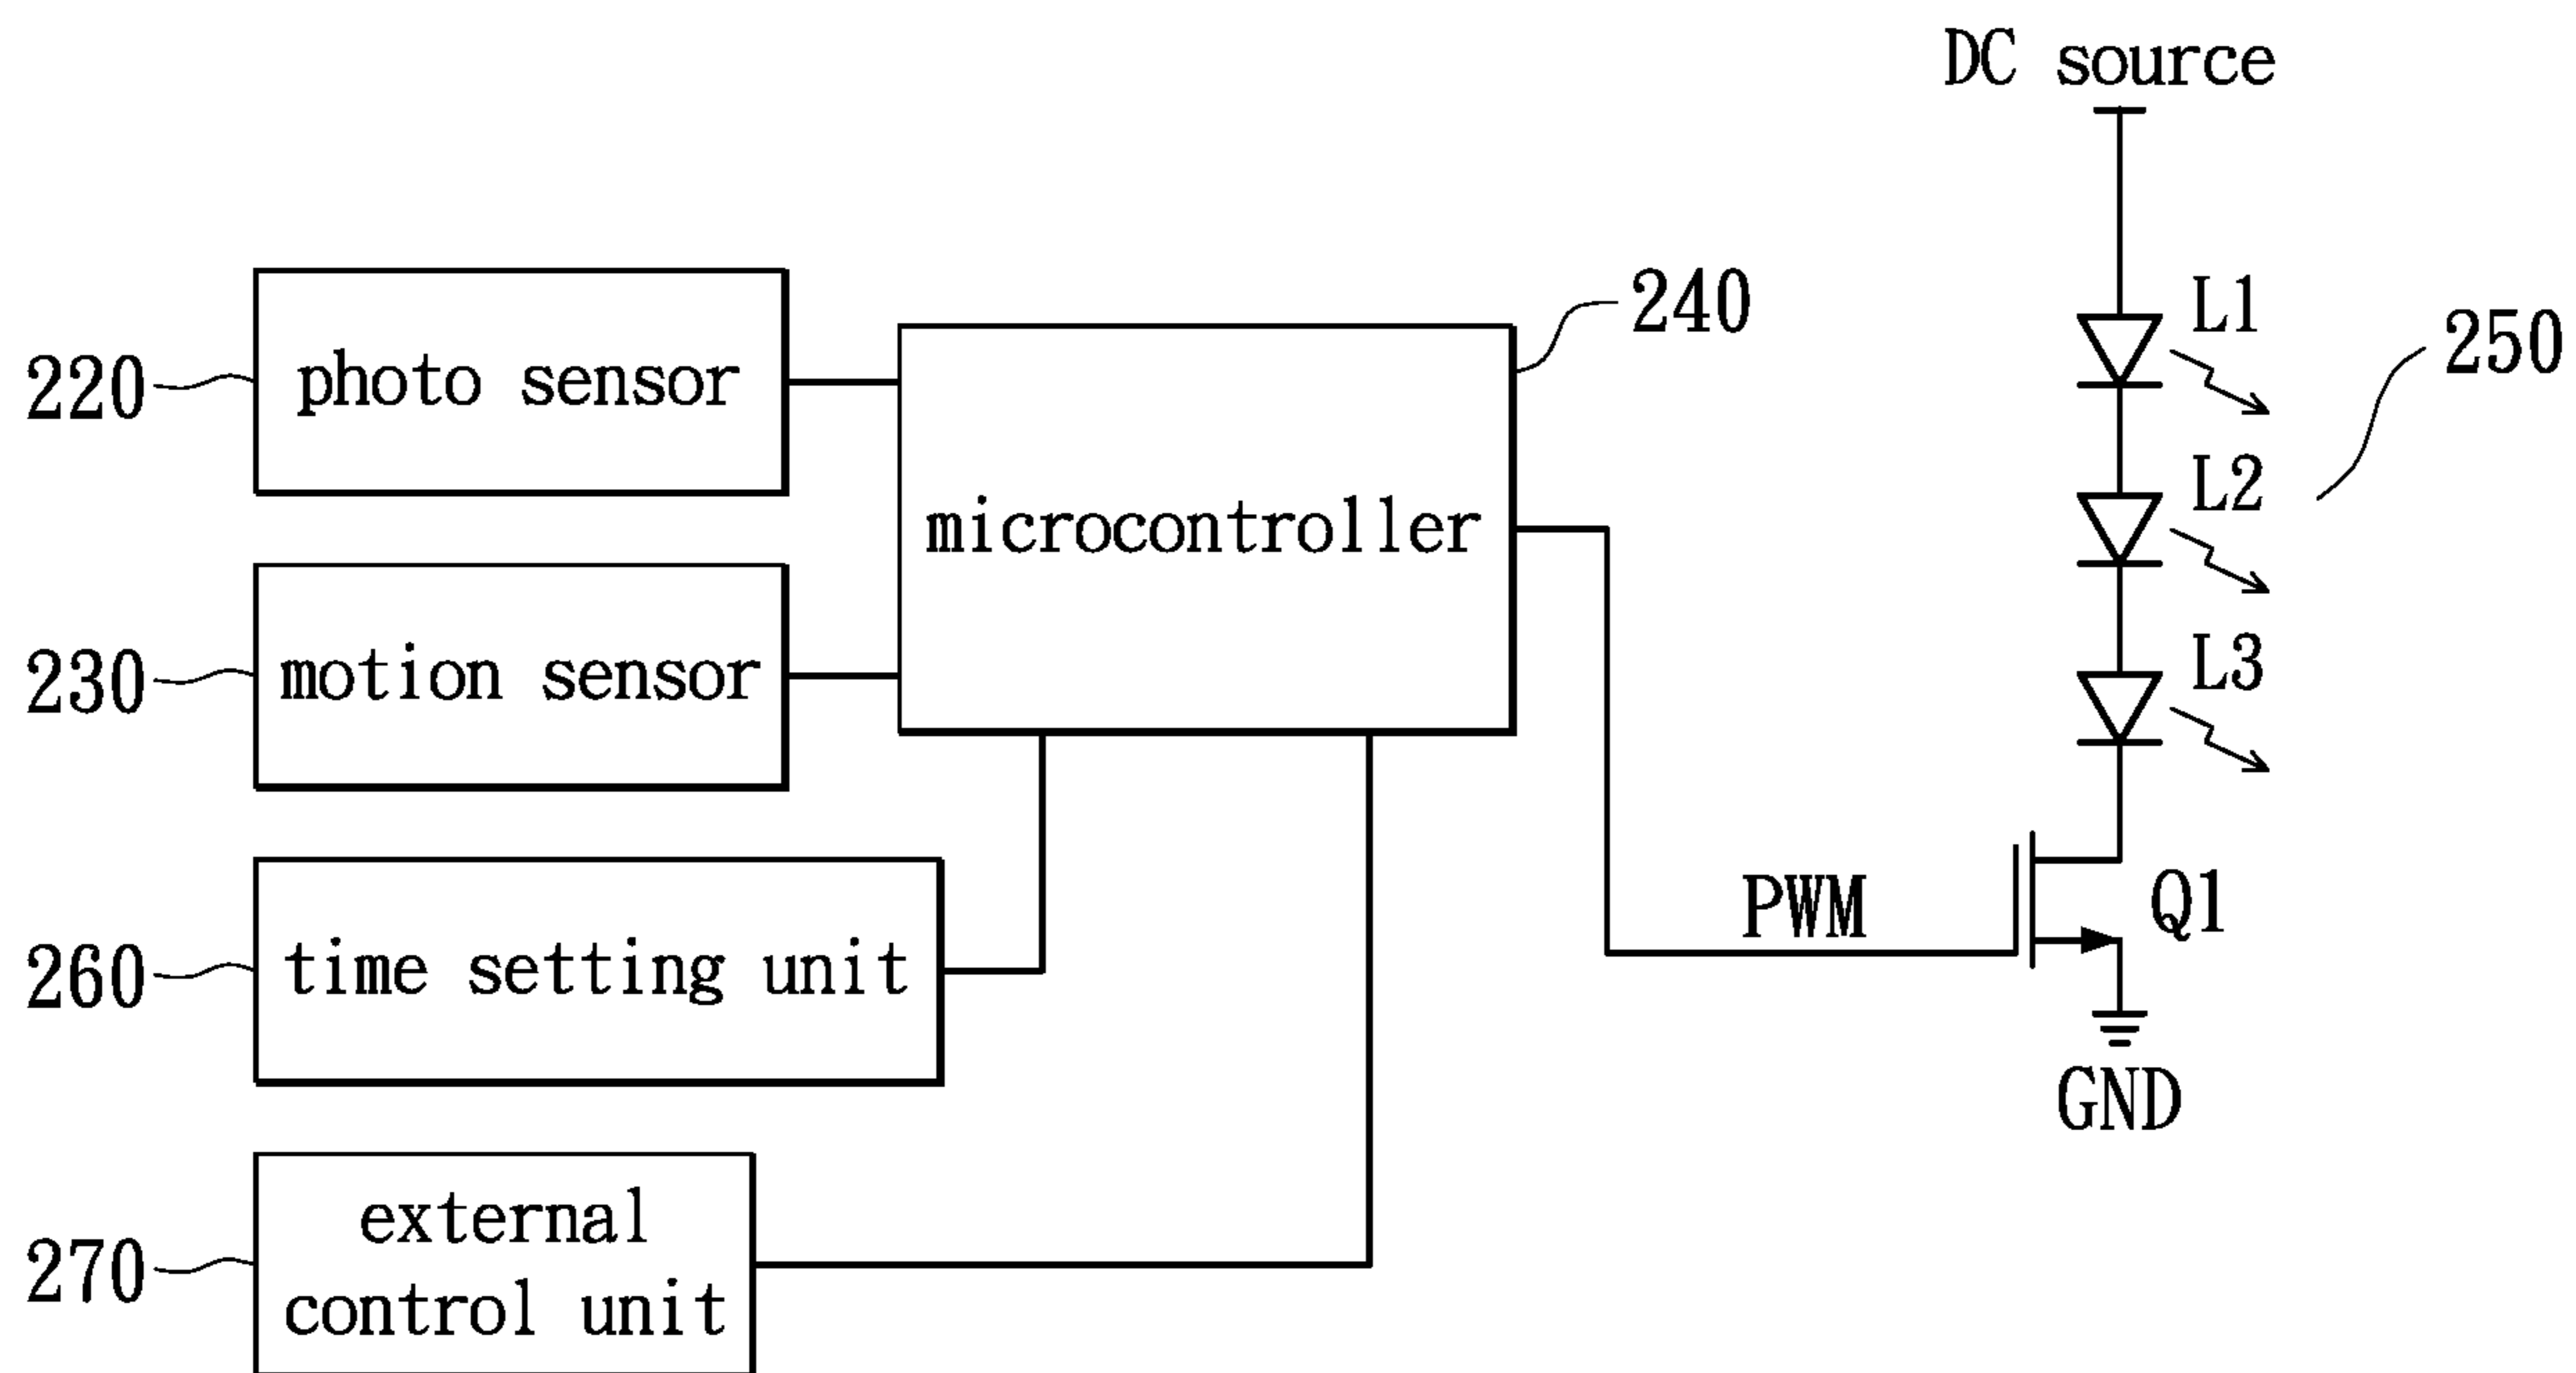 DC source
L1
240
250
220
photo sensor
L2
microcontroller
230
motion sensor
L3
PWM
Q1
260
time setting unit
GND
270
external
control unit